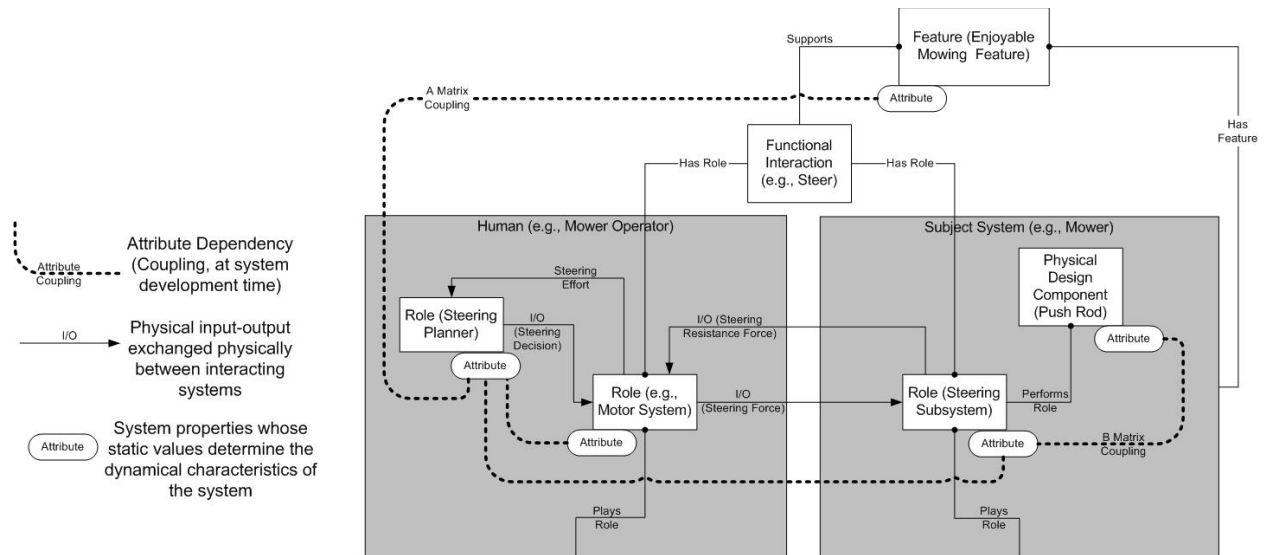 Supports
Feature (Enjoyable
Mowing Feature)
Attribute
A Matrix
Coupling
Functional
Interaction
(e.g., Steer)
Has
Feature
Has Role
Has Role
Attribute
Coupling
Attribute Dependency
(Coupling, at system
development time)
I/O
Physical input-output
exchanged physically
between interacting
systems
Attribute
System properties whose
static values determine the
dynamical characteristics of
the system
Human (e.g., Mower Operator)
Steering
Effort
Role (Steering
Planner)
I/O
(Steering
Decision)
Attribute
Role (e.g.,
Motor System)
Attribute
Plays
Role
I/O (Steering
Resistance Force)
I/O
(Steering Force)
Subject System (e.g., Mower)
Physical
Design
Component
(Push Rod)
Attribute
Role (Steering
Subsystem)
Performs
Role
Attribute
B Matrix
Coupling
Plays
Role